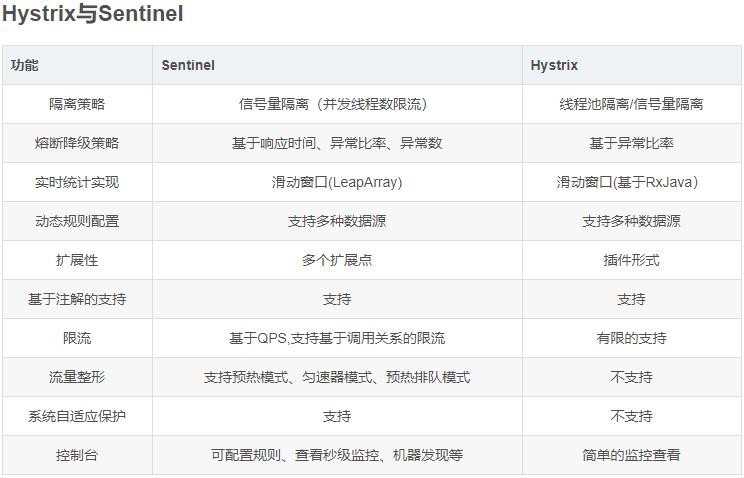 Hystrix与Sentinel
功能 Sentinel Hystrix
隔离策略 信号量隔离（并发线程数限流） 线程池隔离/信号量隔离
熔断降级策略 基于响应时间、异常比率、异常数 基于异常比率
实时统计实现 滑动窗口(LeapArray) 滑动窗口(基于RxJava）
动态规则配置 支持多种数据源 支持多种数据源
扩展性 多个扩展点 插件形式
基于注解的支持 支持 支持
限流 基于QPS,支持基于调用关系的限流 有限的支持
流量整形 支持预热模式、匀速器模式、预热排队模式 不支持
系统自适应保护 支持 不支持
控制台 可配置规则、查看秒级监控、机器发现等 简单的监控查看